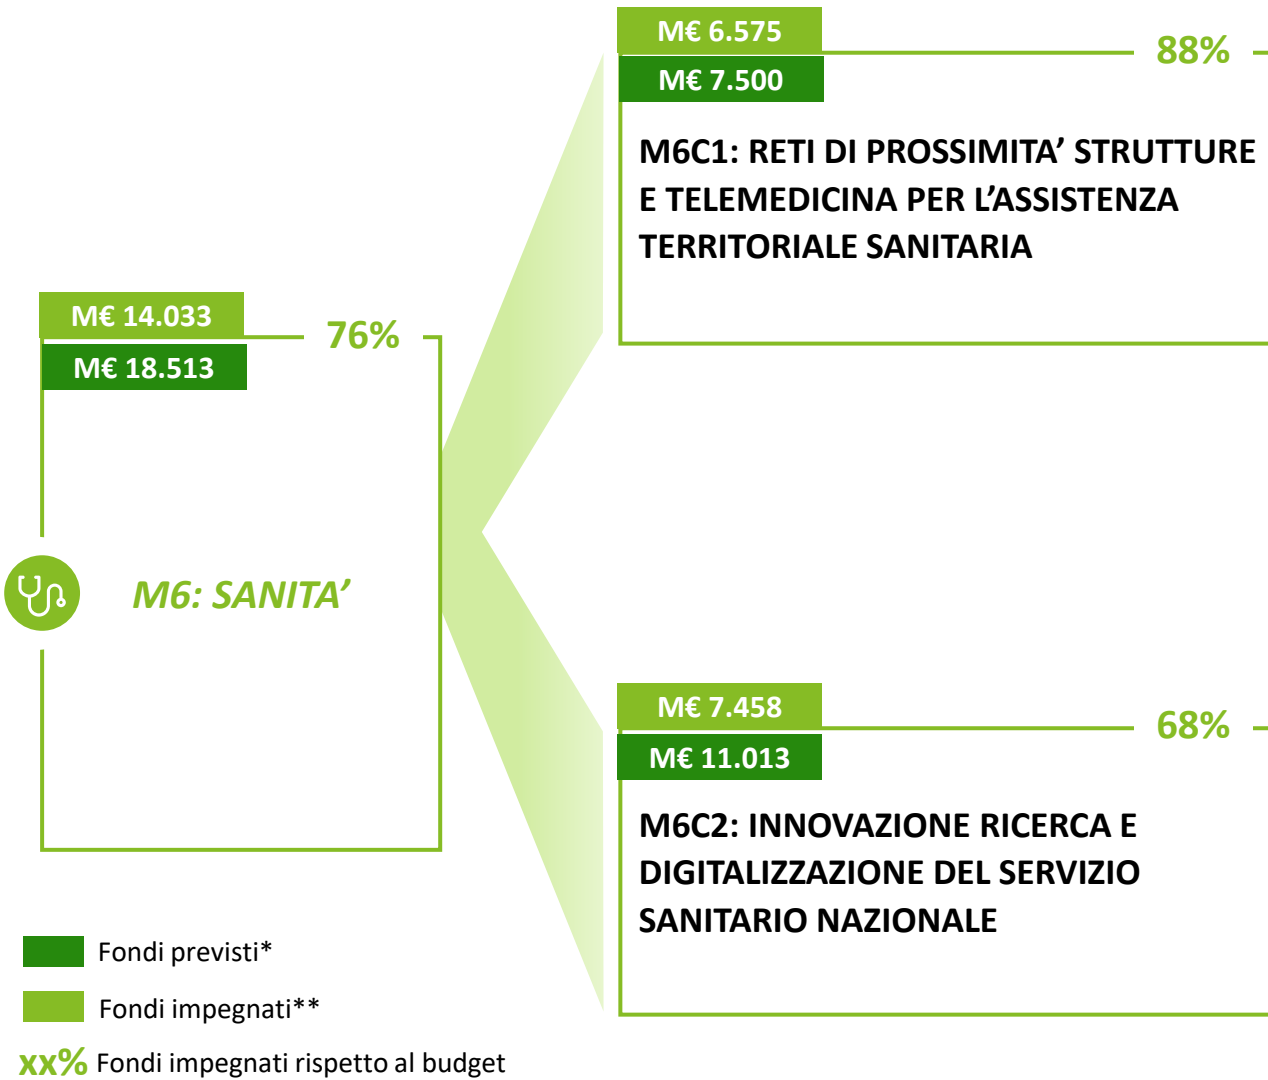 M€ 6.575
88%
M€ 7.500
M6C1: RETI DI PROSSIMITA’ STRUTTURE
E TELEMEDICINA PER L’ASSISTENZA
TERRITORIALE SANITARIA
M€ 14.033
76%
M€ 18.513
M6: SANITA’
M€ 7.458
68%
M€ 11.013
M6C2: INNOVAZIONE RICERCA E
DIGITALIZZAZIONE DEL SERVIZIO
SANITARIO NAZIONALE
Fondi previsti*
Fondi impegnati**
xx% Fondi impegnati rispetto al budget